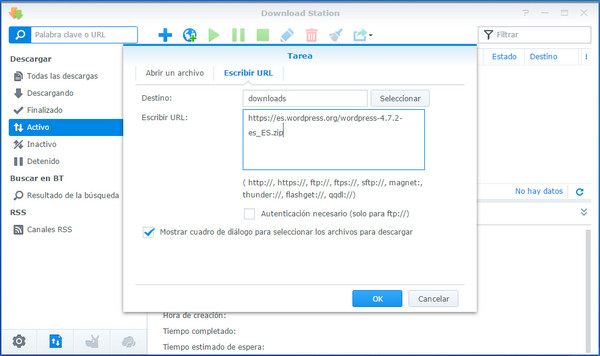 Download Station
Palabra clave o URL
Filtrar
Descargar
Todas las descargas
Descargando
Finalizado
Activo
Inactivo
Detenido
Buscar en BT
Resultado de la búsqueda
RSS
Canales RSS
Estado Destino
Tarea
Abrir un archivo Escribir URL
Destino: downloads Seleccionar
Escribir URL: https://es.wordpress.org/wordpress-4.7.2-
es_ES.zip
( http://, https://, ftp://, ftps://, sftp://, magnet:,
thunder://, flashget://, qqdl://)
Autenticación necesario (solo para ftp://)
Mostrar cuadro de diálogo para seleccionar los archivos para descargar
OK Cancelar
No hay datos
Hora de creación:
Tiempo completado:
Tiempo estimado de espera: